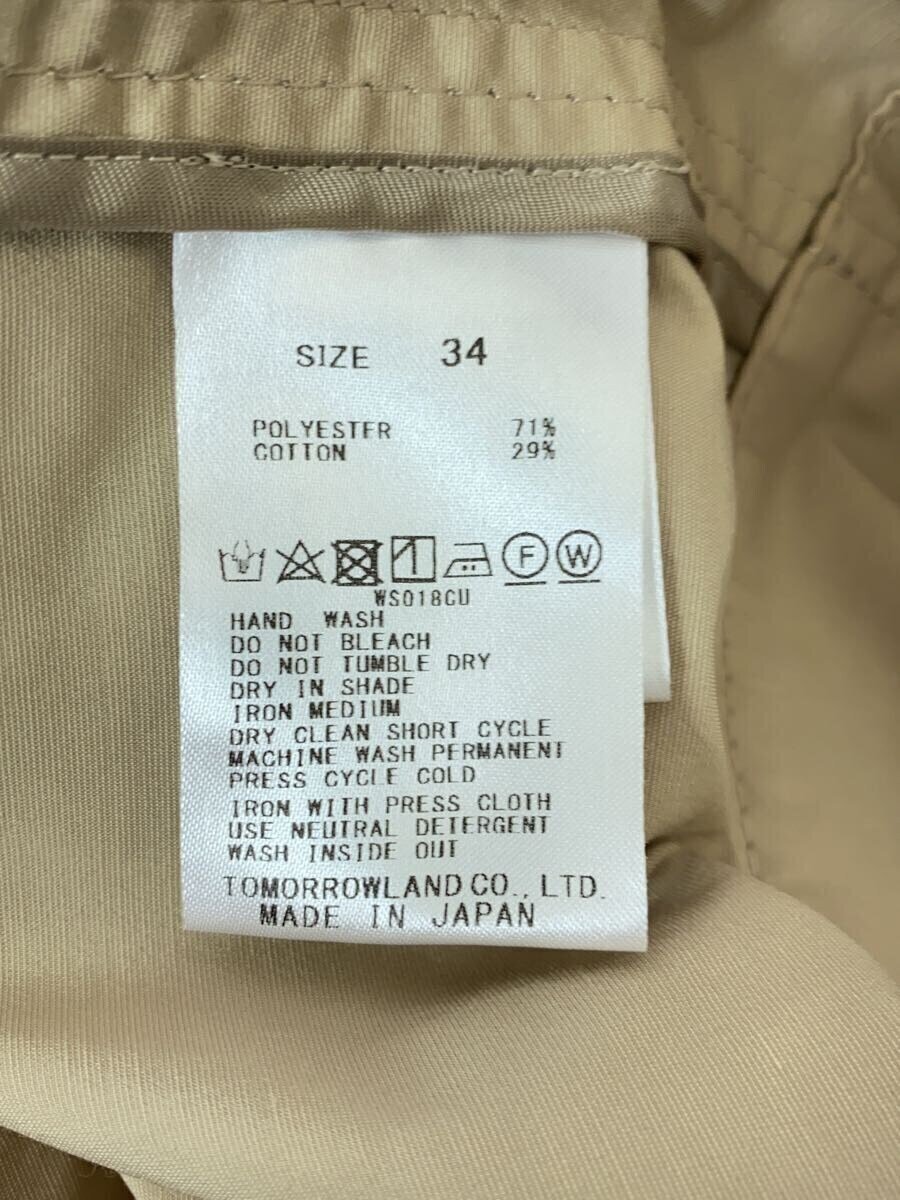 SIZE 34
POLYESTER 71%
COTTON 29%
F W
WS018CU
HAND WASH
DO NOT BLEACH
DO NOT TUMBLE DRY
DRY IN SHADE
IRON MEDIUM
DRY CLEAN SHORT CYCLE
MACHINE WASH PERMANENT
PRESS CYCLE COLD
IRON WITH PRESS CLOTH
USE NEUTRAL DETERGENT
WASH INSIDE OUT
TOMORROWLAND CO., LTD.
MADE IN JAPAN